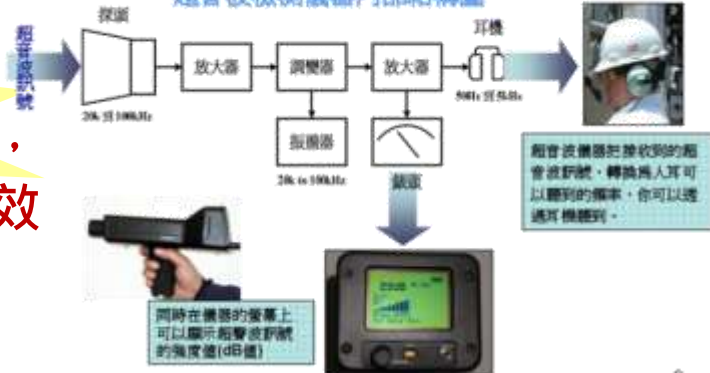 探頭
耳機
超音波訊號
放大器
調變器
放大器
20k 到 100kHz
50Hz 到 5kHz
振盪器
20k to 100kHz
，
效
超音波儀器把接收到的超
音波訊號，轉換為人耳可
以聽到的頻率，你可以透
過耳機聽到。
同時在儀器的螢幕上
可以顯示超聲波訊號
的強度值(dB值)